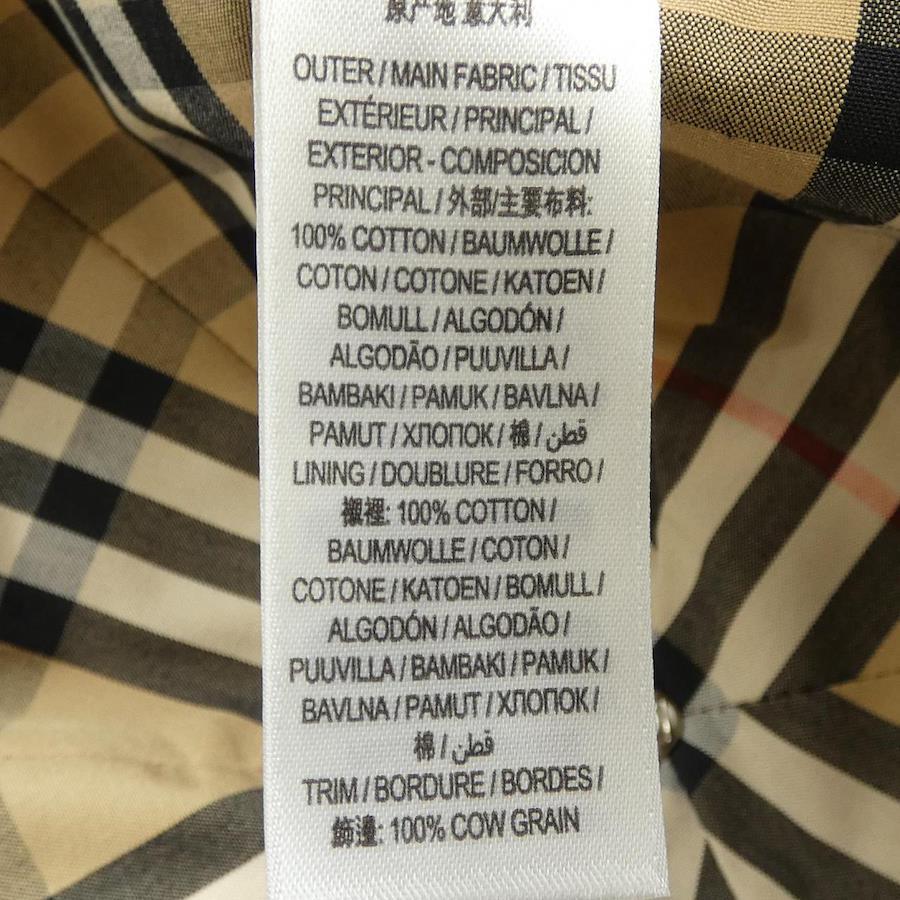 原产地 意大利
OUTER / MAIN FABRIC / TISSU
EXTÉRIEUR / PRINCIPAL /
EXTERIOR - COMPOSICION
PRINCIPAL / 外部/主要布料:
100% COTTON / BAUMWOLLE /
COTON / COTONE / KATOEN /
BOMULL / ALGODÓN /
ALGODÃO / PUUVILLA /
BAMBAKI / PAMUK / BAVLNA /
PAMUT / ХЛОПОК / 棉 / قطن /
LINING / DOUBLURE / FORRO /
襯裡: 100% COTTON /
BAUMWOLLE / COTON /
COTONE / KATOEN / BOMULL /
ALGODÓN / ALGODÃO /
PUUVILLA / BAMBAKI / PAMUK /
BAVLNA / PAMUT / ХЛОПОК /
棉 / قطن
TRIM / BORDURE / BORDES /
飾邊: 100% COW GRAIN